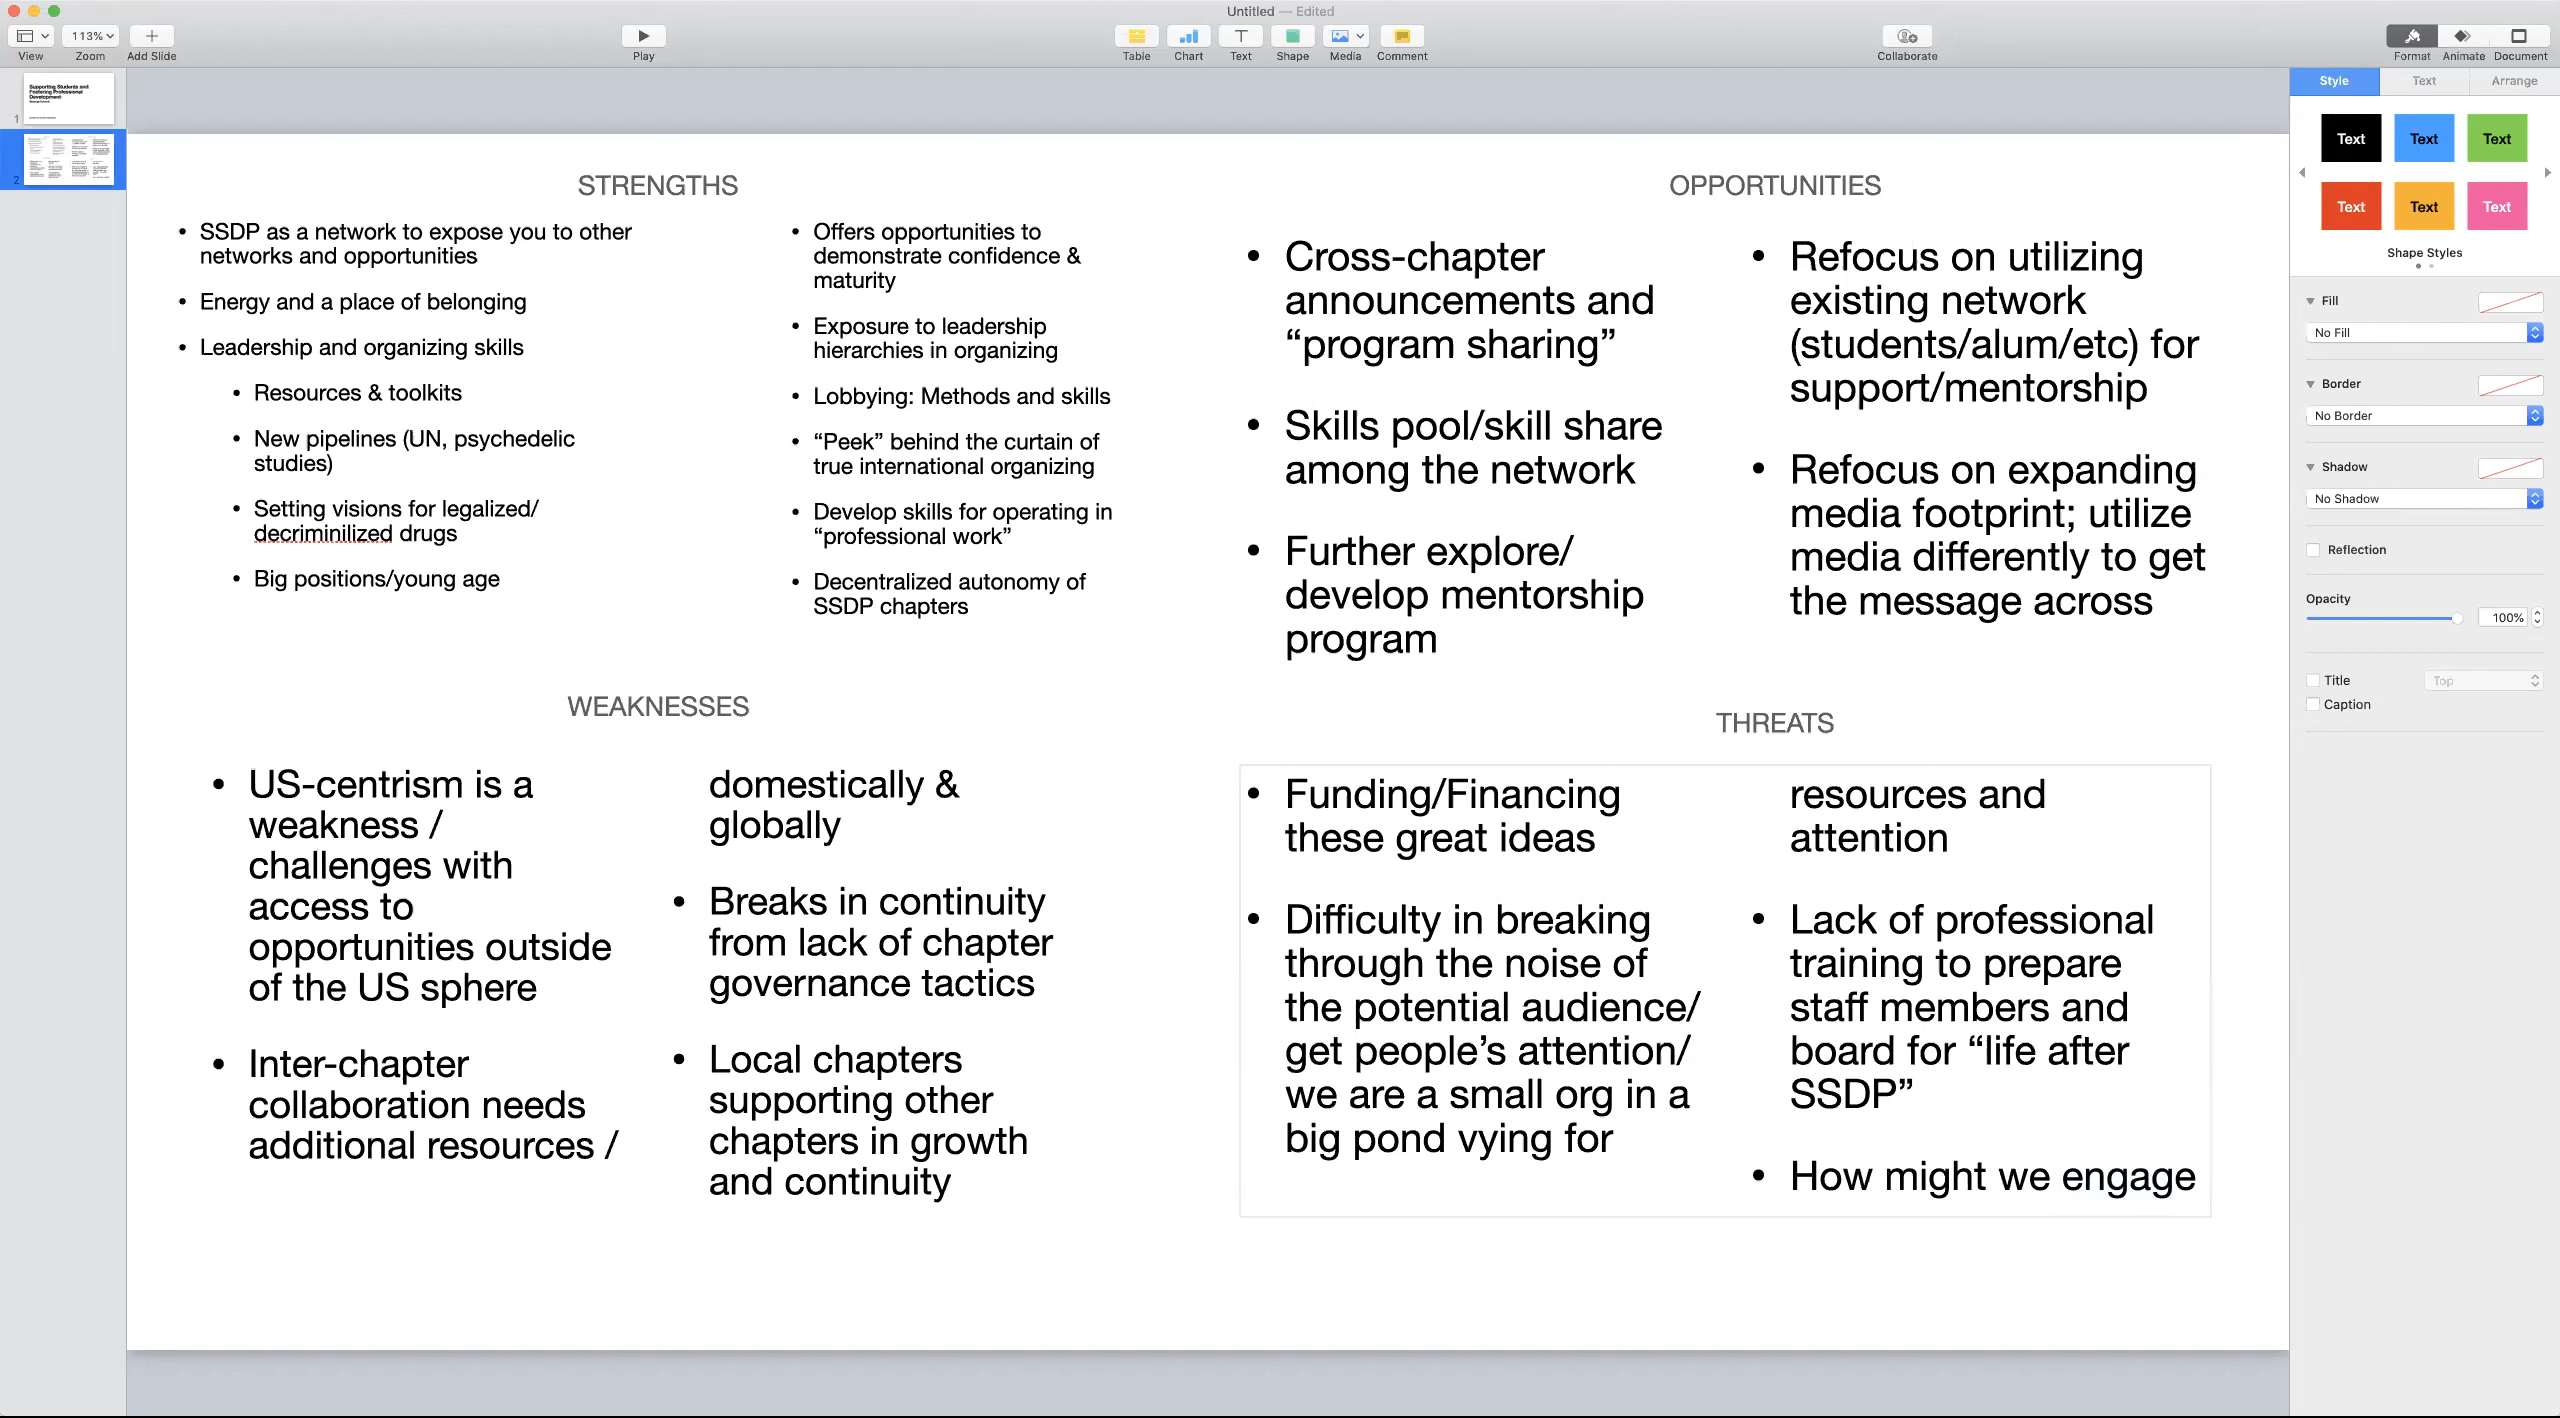 Untitled — Edited
113%
View
Zoom
Add Slide
Play
Table
Chart
Text
Shape
Media
Comment
Collaborate
Format
Animate
Document
Supporting Students and
Fostering Professional
Development
1
2
STRENGTHS
• SSDP as a network to expose you to other
networks and opportunities
• Energy and a place of belonging
• Leadership and organizing skills
• Resources & toolkits
• New pipelines (UN, psychedelic
studies)
• Setting visions for legalized/
decriminilized drugs
• Big positions/young age
• Offers opportunities to
demonstrate confidence &
maturity
• Exposure to leadership
hierarchies in organizing
• Lobbying: Methods and skills
• “Peek” behind the curtain of
true international organizing
• Develop skills for operating in
“professional work”
• Decentralized autonomy of
SSDP chapters
OPPORTUNITIES
• Cross-chapter
announcements and
“program sharing”
• Skills pool/skill share
among the network
• Further explore/
develop mentorship
program
• Refocus on utilizing
existing network
(students/alum/etc) for
support/mentorship
• Refocus on expanding
media footprint; utilize
media differently to get
the message across
WEAKNESSES
• US-centrism is a
weakness /
challenges with
access to
opportunities outside
of the US sphere
• Inter-chapter
collaboration needs
additional resources /
domestically &
globally
• Breaks in continuity
from lack of chapter
governance tactics
• Local chapters
supporting other
chapters in growth
and continuity
THREATS
• Funding/Financing
these great ideas
• Difficulty in breaking
through the noise of
the potential audience/
get people’s attention/
we are a small org in a
big pond vying for
resources and
attention
• Lack of professional
training to prepare
staff members and
board for “life after
SSDP”
• How might we engage
Style
Text
Arrange
Text
Text
Text
Text
Text
Text
Shape Styles
Fill
No Fill
Border
No Border
Shadow
No Shadow
Reflection
Opacity
100%
Title
Top
Caption